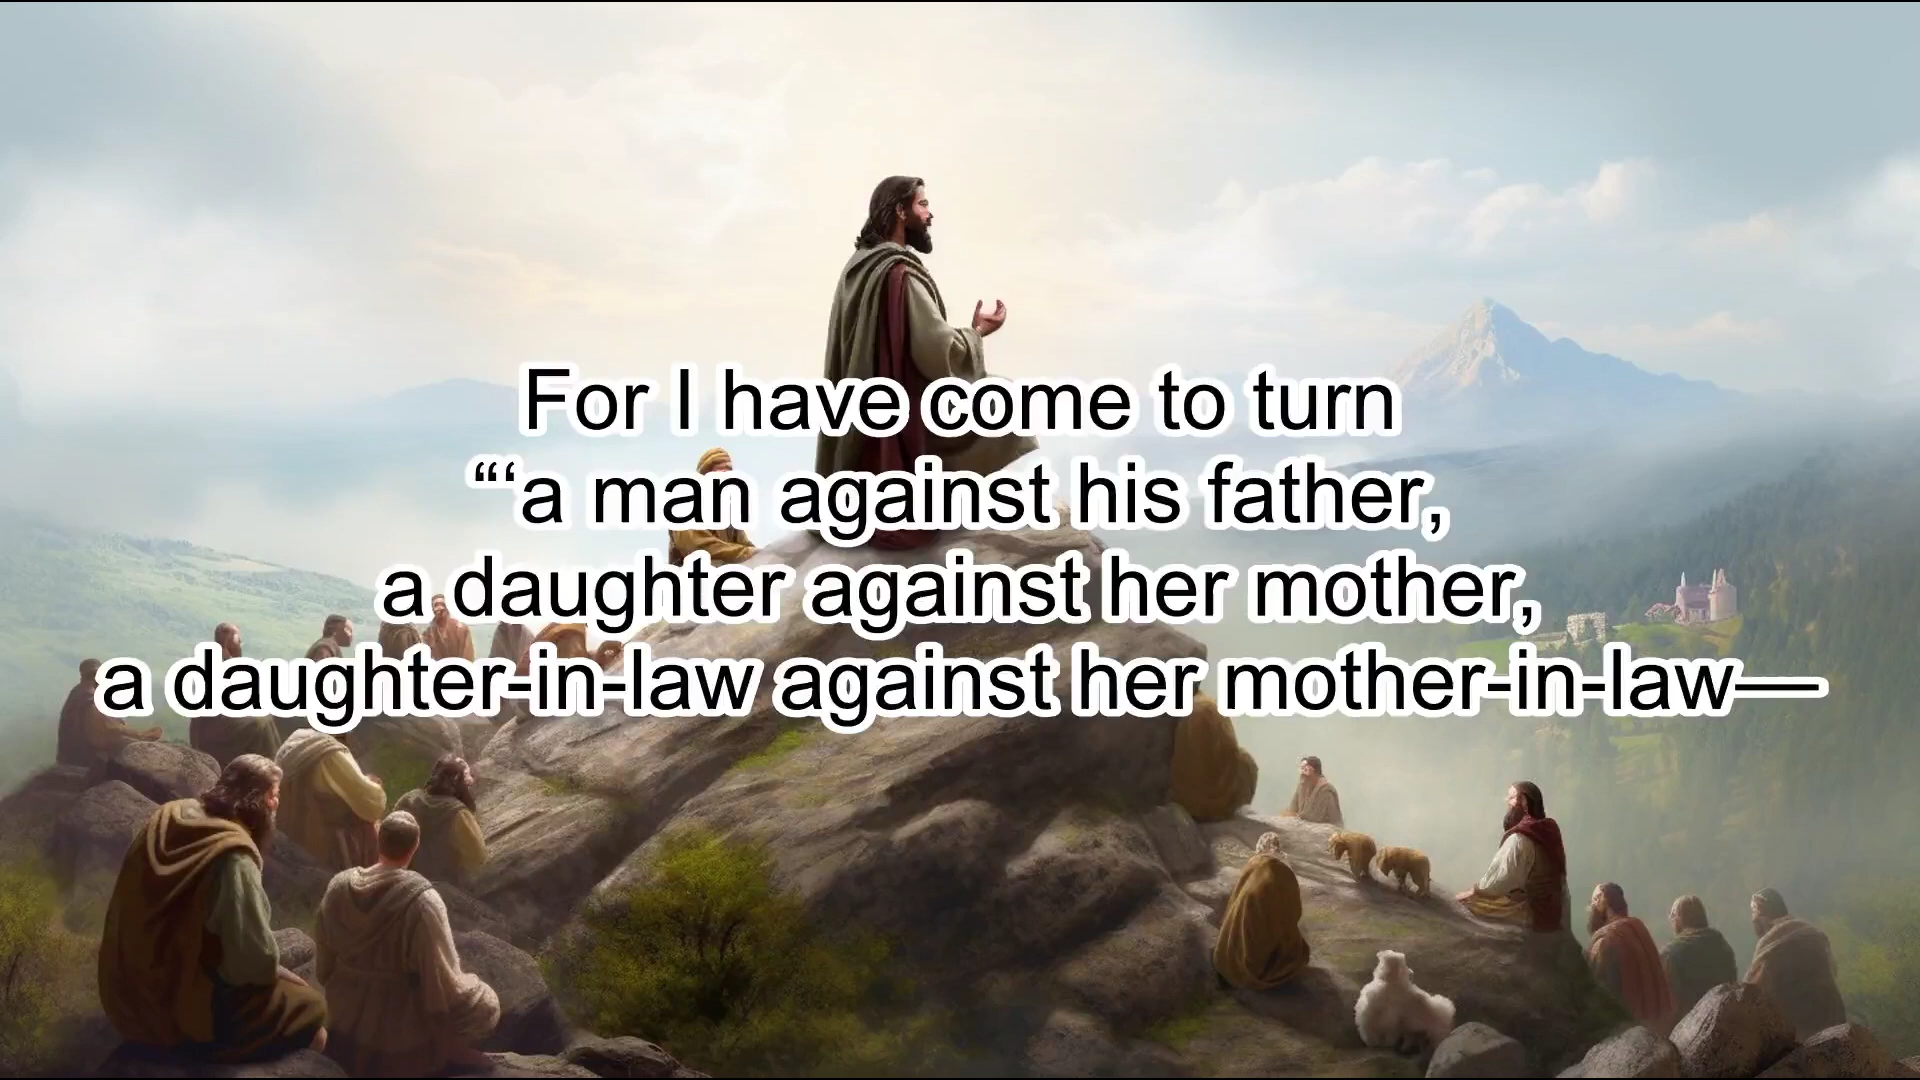 For I have come to turn
“‘a man against his father,
a daughter against her mother,
a daughter-in-law against her mother-in-law—